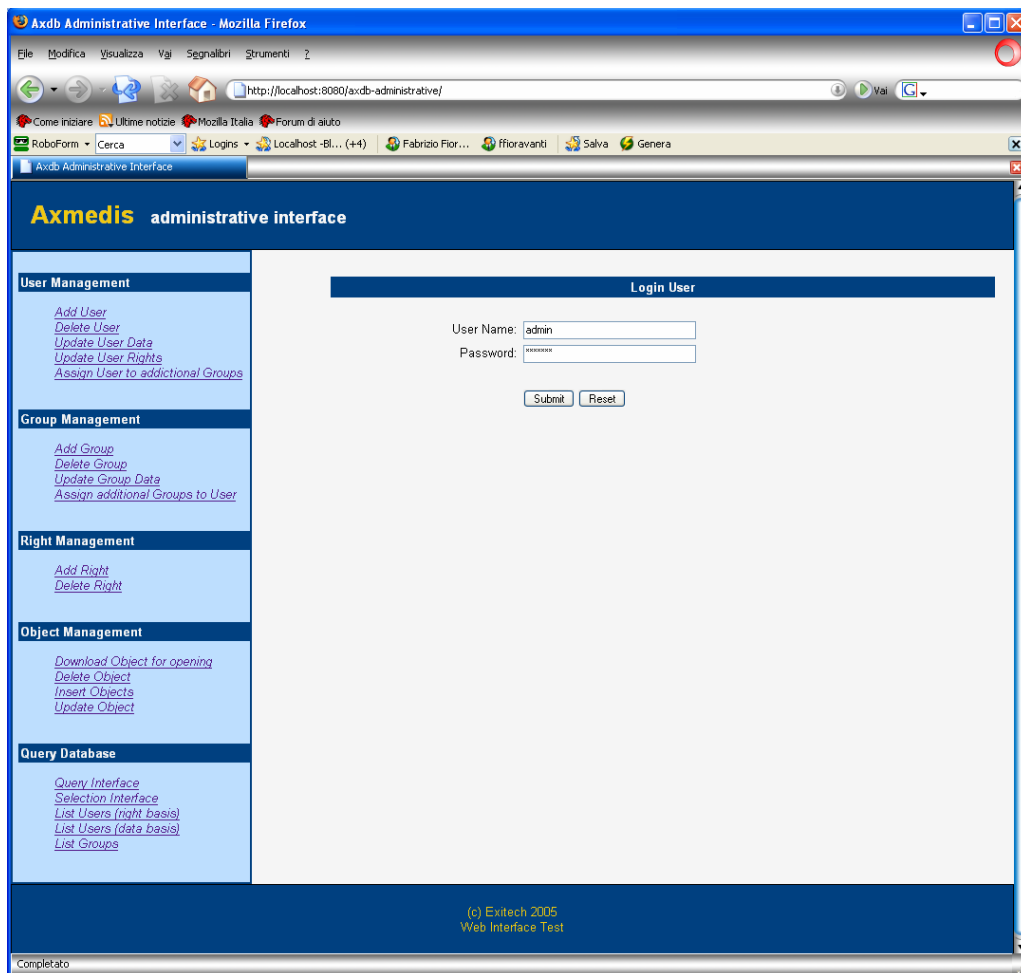 Axdb Administrative Interface - Mozilla Firefox
File Modifica Visualizza Vai Segnalibri Strumenti ?
http://localhost:8080/axdb-administrative/ Vai G
Come iniziare Ultime notizie Mozilla Italia Forum di aiuto
RoboForm Cerca Logins Localhost -Bl... (+4) Fabrizio Fior... ffioravanti Salva Genera
Axdb Administrative Interface
Axmedis administrative interface
User Management
Add User
Delete User
Update User Data
Update User Rights
Assign User to addictional Groups
Group Management
Add Group
Delete Group
Update Group Data
Assign additional Groups to User
Right Management
Add Right
Delete Right
Object Management
Download Object for opening
Delete Object
Insert Objects
Update Object
Query Database
Query Interface
Selection Interface
List Users (right basis)
List Users (data basis)
List Groups
Login User
User Name: admin
Password: *******
Submit Reset
(c) Exitech 2005
Web Interface Test
Completato